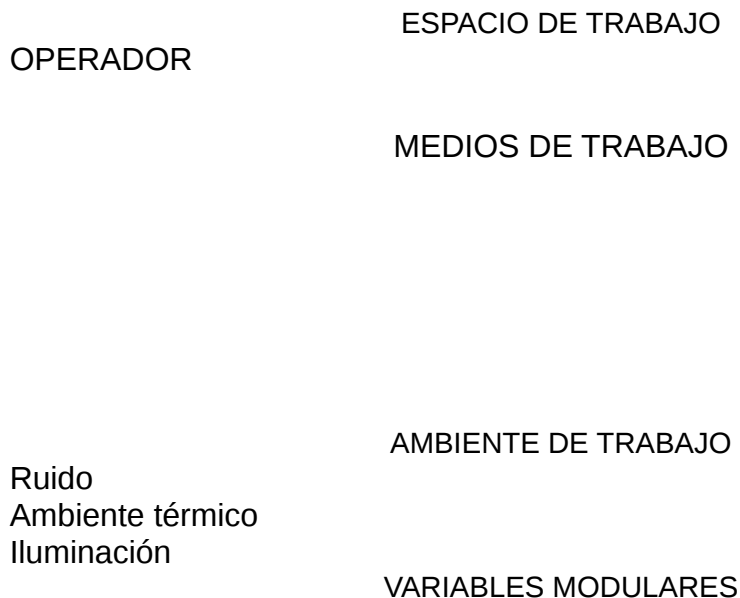 ESPACIO DE TRABAJO
OPERADOR
MEDIOS DE TRABAJO
AMBIENTE DE TRABAJO
Ruido
Ambiente térmico
Iluminación
VARIABLES MODULARES